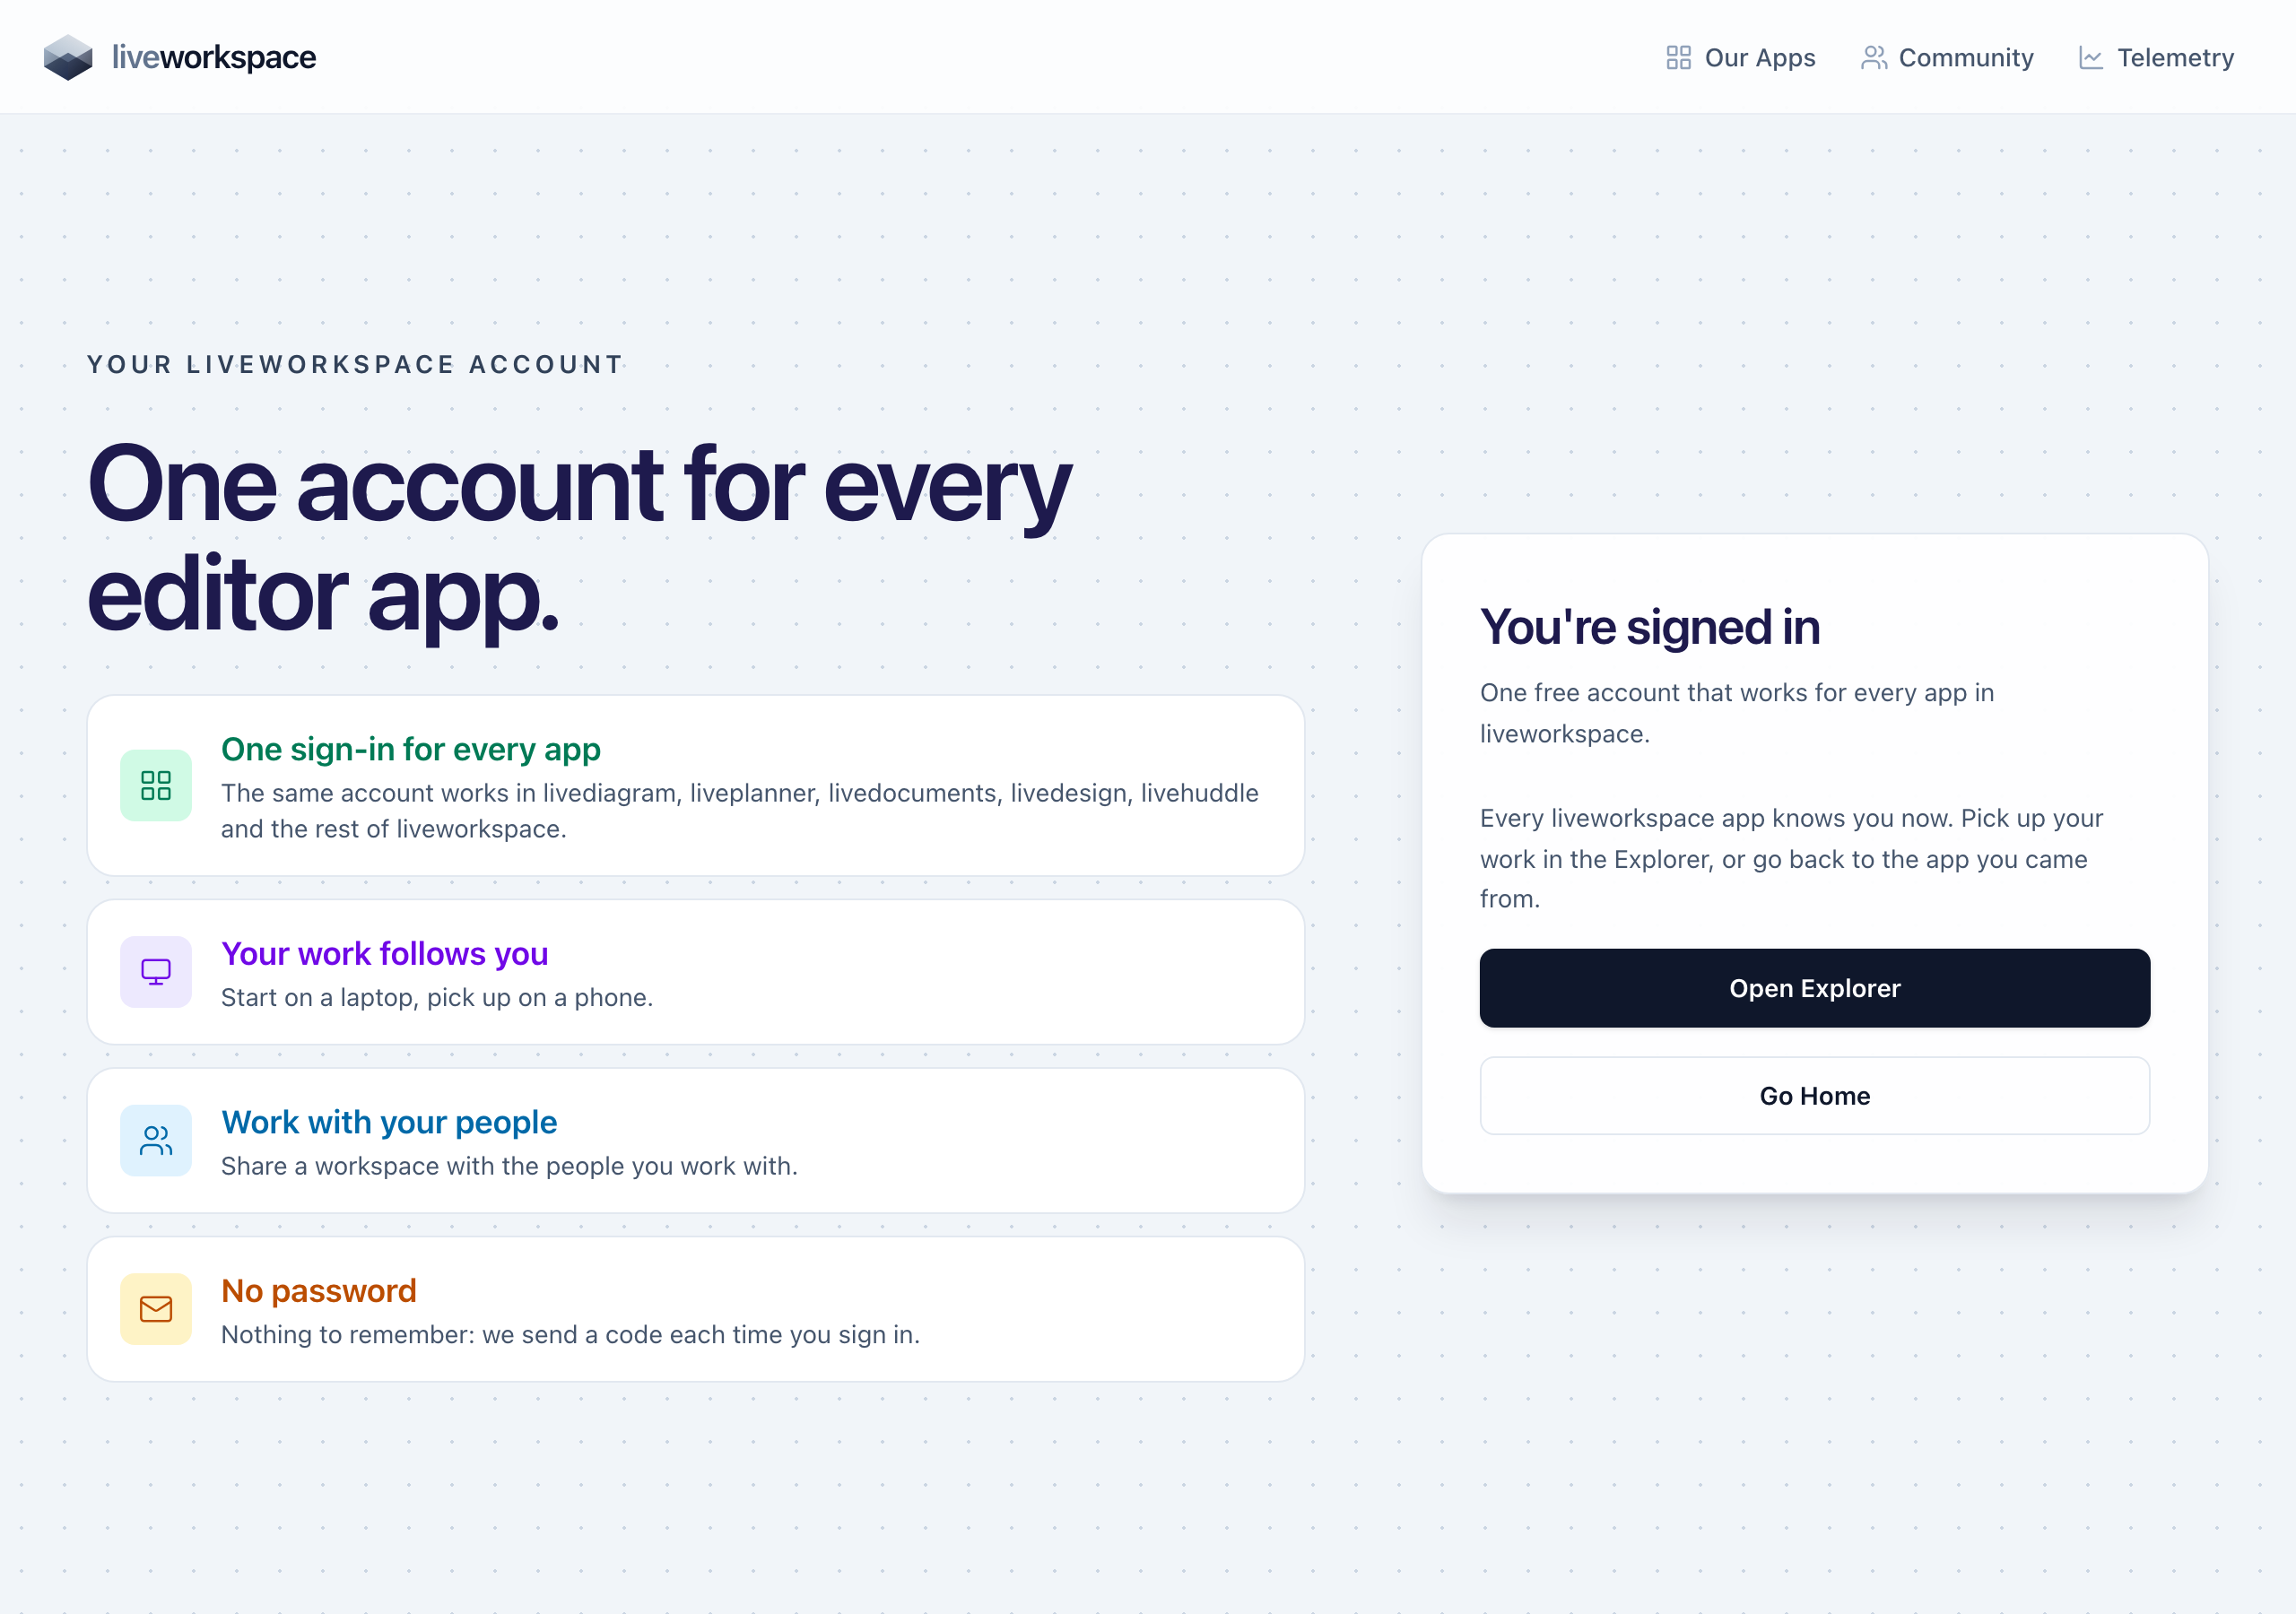 liveworkspace
Our Apps
Community
Telemetry
YOUR LIVEWORKSPACE ACCOUNT
One account for every
editor app.
One sign-in for every app
The same account works in livediagram, liveplanner, livedocuments, livedesign, livehuddle
and the rest of liveworkspace.
Your work follows you
Start on a laptop, pick up on a phone.
Work with your people
Share a workspace with the people you work with.
No password
Nothing to remember: we send a code each time you sign in.
You're signed in
One free account that works for every app in
liveworkspace.
Every liveworkspace app knows you now. Pick up your
work in the Explorer, or go back to the app you came
from.
Open Explorer
Go Home